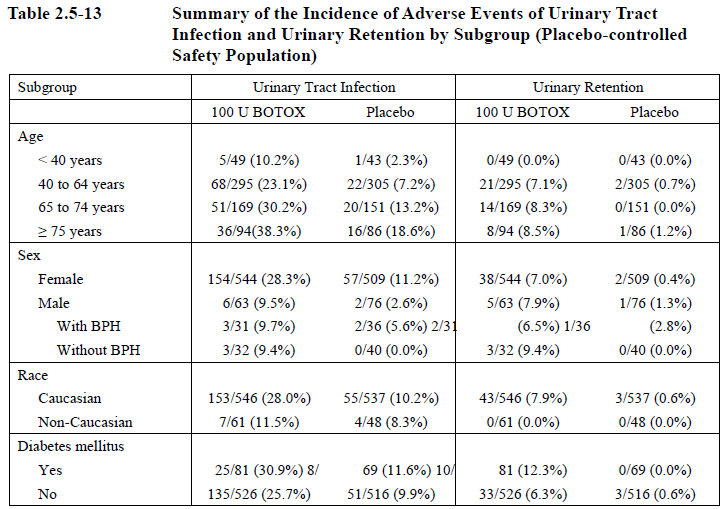 Table 2.5-13 Summary of the Incidence of Adverse Events of Urinary Tract
Infection and Urinary Retention by Subgroup (Placebo-controlled
Safety Population)
Subgroup Urinary Tract Infection Urinary Retention
100 U BOTOX Placebo 100 U BOTOX Placebo
Age
< 40 years 5/49 (10.2%) 1/43 (2.3%) 0/49 (0.0%) 0/43 (0.0%)
40 to 64 years 68/295 (23.1%) 22/305 (7.2%) 21/295 (7.1%) 2/305 (0.7%)
65 to 74 years 51/169 (30.2%) 20/151 (13.2%) 14/169 (8.3%) 0/151 (0.0%)
≥ 75 years 36/94(38.3%) 16/86 (18.6%) 8/94 (8.5%) 1/86 (1.2%)
Sex
Female 154/544 (28.3%) 57/509 (11.2%) 38/544 (7.0%) 2/509 (0.4%)
Male 6/63 (9.5%) 2/76 (2.6%) 5/63 (7.9%) 1/76 (1.3%)
With BPH 3/31 (9.7%) 2/36 (5.6%) 2/31 (6.5%) 1/36 (2.8%)
Without BPH 3/32 (9.4%) 0/40 (0.0%) 3/32 (9.4%) 0/40 (0.0%)
Race
Caucasian 153/546 (28.0%) 55/537 (10.2%) 43/546 (7.9%) 3/537 (0.6%)
Non-Caucasian 7/61 (11.5%) 4/48 (8.3%) 0/61 (0.0%) 0/48 (0.0%)
Diabetes mellitus
Yes 25/81 (30.9%) 8/ 69 (11.6%) 10/ 81 (12.3%) 0/69 (0.0%)
No 135/526 (25.7%) 51/516 (9.9%) 33/526 (6.3%) 3/516 (0.6%)